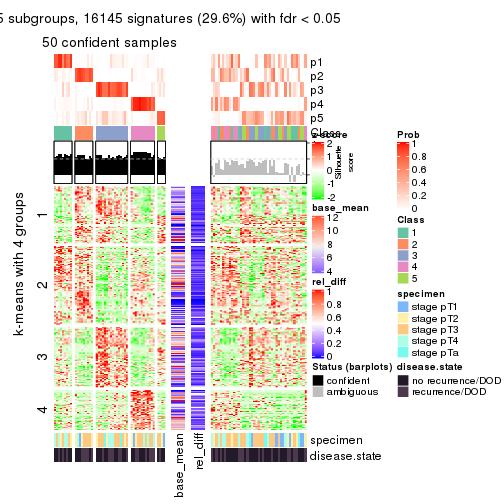 5 subgroups, 16145 signatures (29.6%) with fdr < 0.05
50 confident samples
p1
p2
p3
p4
p5
Class
Silhouette
score
k-means with 4 groups
1
2
3
4
base_mean
rel_diff
specimen
disease.state
z-score
2
1
0
-1
-2
base_mean
12
10
8
6
4
rel_diff
1
0.8
0.6
0.4
0.2
0
Status (barplots)
confident
ambiguous
Prob
1
0.8
0.6
0.4
0.2
0
Class
1
2
3
4
5
specimen
stage pT1
stage pT2
stage pT3
stage pT4
stage pTa
disease.state
no recurrence/DOD
recurrence/DOD